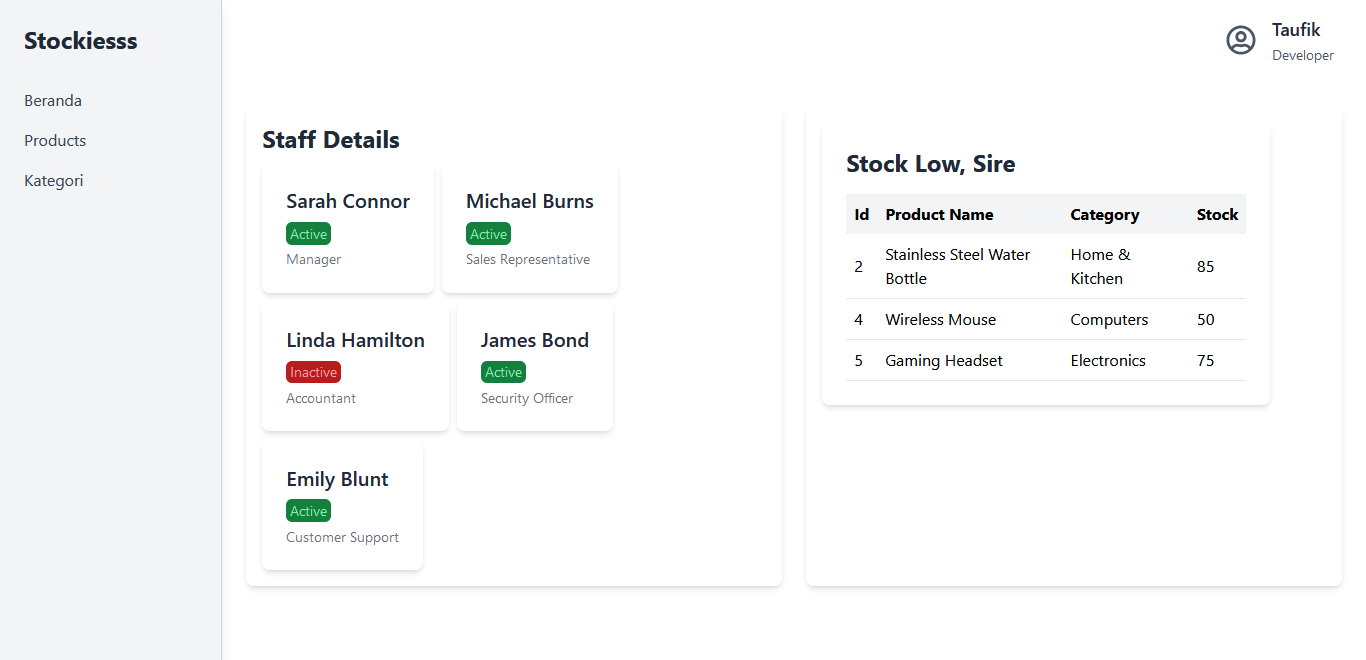 Stockiesss
Beranda
Products
Kategori
Taufik
Developer
Staff Details
Sarah Connor
Active
Manager
Michael Burns
Active
Sales Representative
Linda Hamilton
Inactive
Accountant
James Bond
Active
Security Officer
Emily Blunt
Active
Customer Support
Stock Low, Sire
Id Product Name Category Stock
2 Stainless Steel Water Bottle Home & Kitchen 85
4 Wireless Mouse Computers 50
5 Gaming Headset Electronics 75